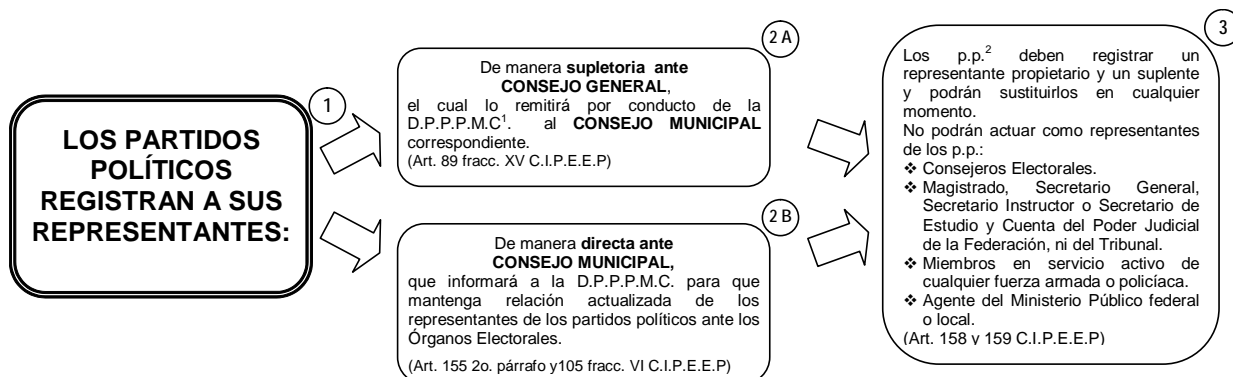 1
LOS PARTIDOS
POLÍTICOS
REGISTRAN A SUS
REPRESENTANTES:
2 A
De manera supletoria ante
CONSEJO GENERAL,
el cual lo remitirá por conducto de la
D.P.P.P.M.C¹. al CONSEJO MUNICIPAL
correspondiente.
(Art. 89 fracc. XV C.I.P.E.E.P)
2 B
De manera directa ante
CONSEJO MUNICIPAL,
que informará a la D.P.P.P.M.C. para que
mantenga relación actualizada de los
representantes de los partidos políticos ante los
Órganos Electorales.
(Art. 155 2o. párrafo y105 fracc. VI C.I.P.E.E.P)
3
Los p.p.² deben registrar un
representante propietario y un suplente
y podrán sustituirlos en cualquier
momento.
No podrán actuar como representantes
de los p.p.:
❖ Consejeros Electorales.
❖ Magistrado, Secretario General,
Secretario Instructor o Secretario de
Estudio y Cuenta del Poder Judicial
de la Federación, ni del Tribunal.
❖ Miembros en servicio activo de
cualquier fuerza armada o policíaca.
❖ Agente del Ministerio Público federal
o local.
(Art. 158 y 159 C.I.P.E.E.P)